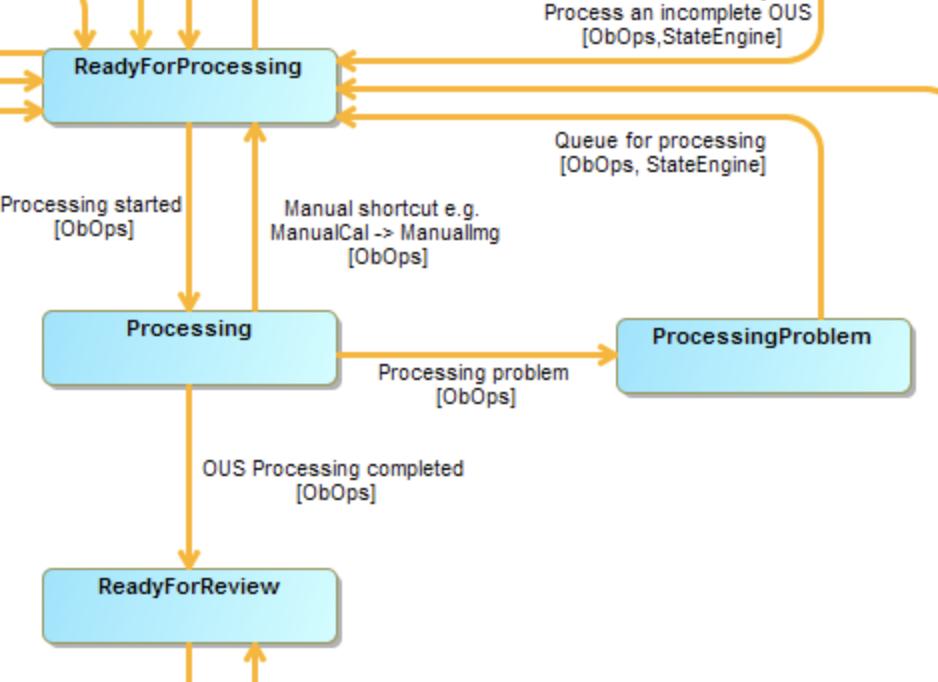 Process an incomplete OUS
[ObOps,StateEngine]
ReadyForProcessing
Queue for processing
[ObOps, StateEngine]
Processing started
[ObOps]
Manual shortcut e.g.
ManualCal -> ManualImg
[ObOps]
Processing
ProcessingProblem
Processing problem
[ObOps]
OUS Processing completed
[ObOps]
ReadyForReview